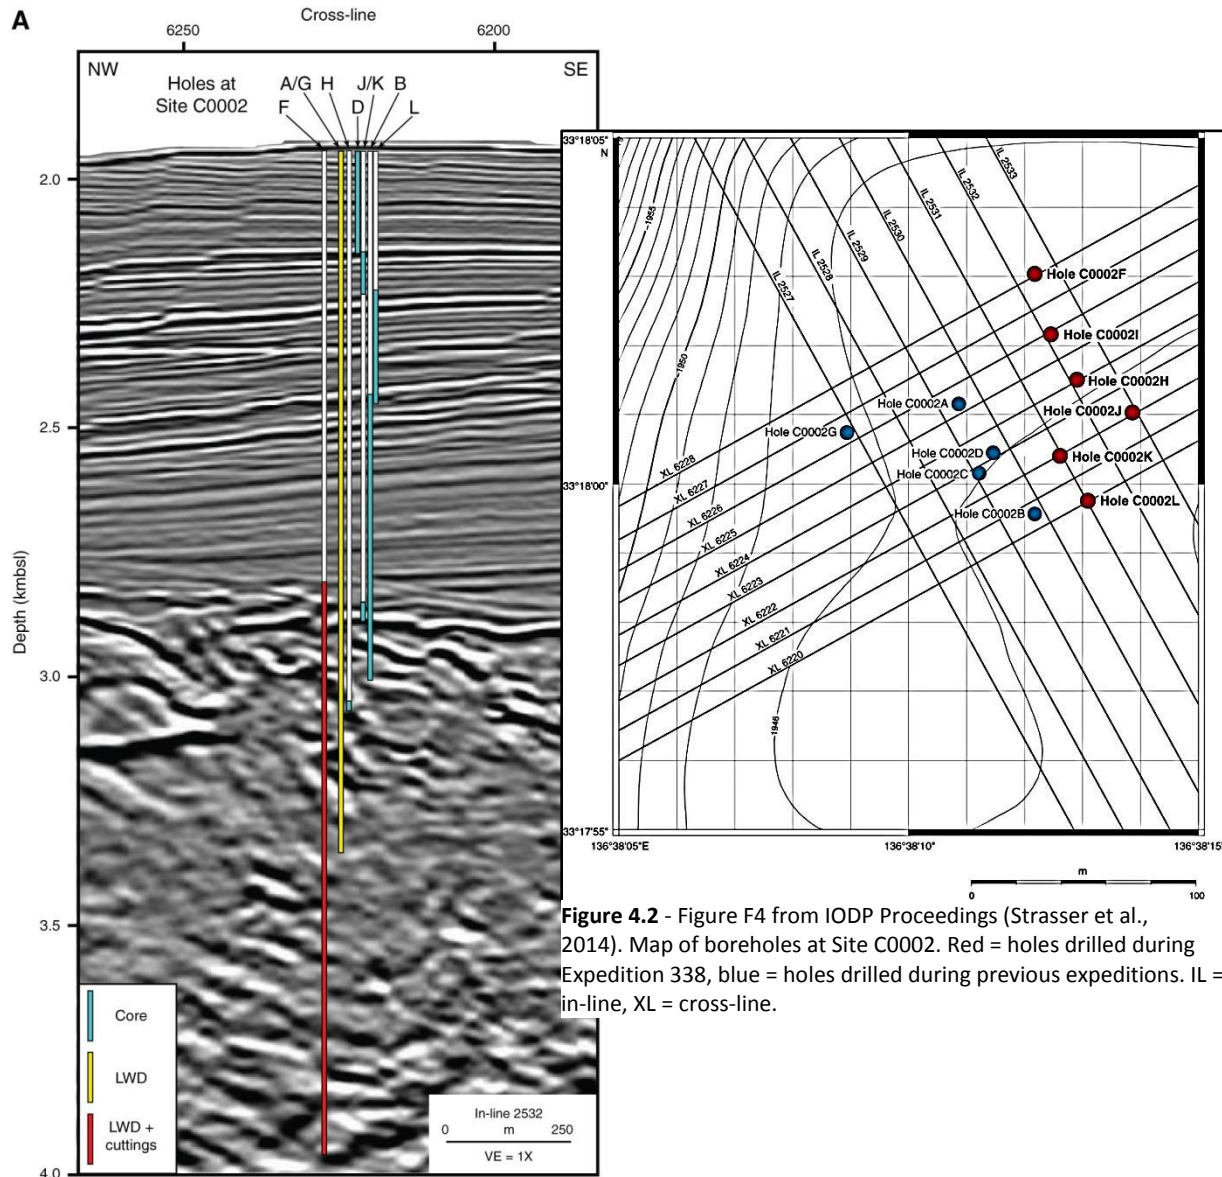 A
Cross-line
6250
6200
NW
SE
Holes at
Site C0002
A/G H J/K B
F D L
2.0
2.5
3.0
3.5
4.0
Depth (kmbsl)
Core
LWD
LWD +
cuttings
In-line 2532
0 m 250
VE = 1X
33°18'05"
N
33°18'00"
33°17'55"
136°38'05"E
136°38'10"
136°38'15"
1955
1950
1946
IL 2527
IL 2528
IL 2529
IL 2530
IL 2531
IL 2532
IL 2533
XL 6228
XL 6227
XL 6226
XL 6225
XL 6224
XL 6223
XL 6222
XL 6221
XL 6220
Hole C0002F
Hole C0002I
Hole C0002H
Hole C0002A
Hole C0002J
Hole C0002G
Hole C0002D
Hole C0002K
Hole C0002C
Hole C0002L
Hole C0002B
m
0 100
Figure 4.2 - Figure F4 from IODP Proceedings (Strasser et al.,
2014). Map of boreholes at Site C0002. Red = holes drilled during
Expedition 338, blue = holes drilled during previous expeditions. IL =
in-line, XL = cross-line.